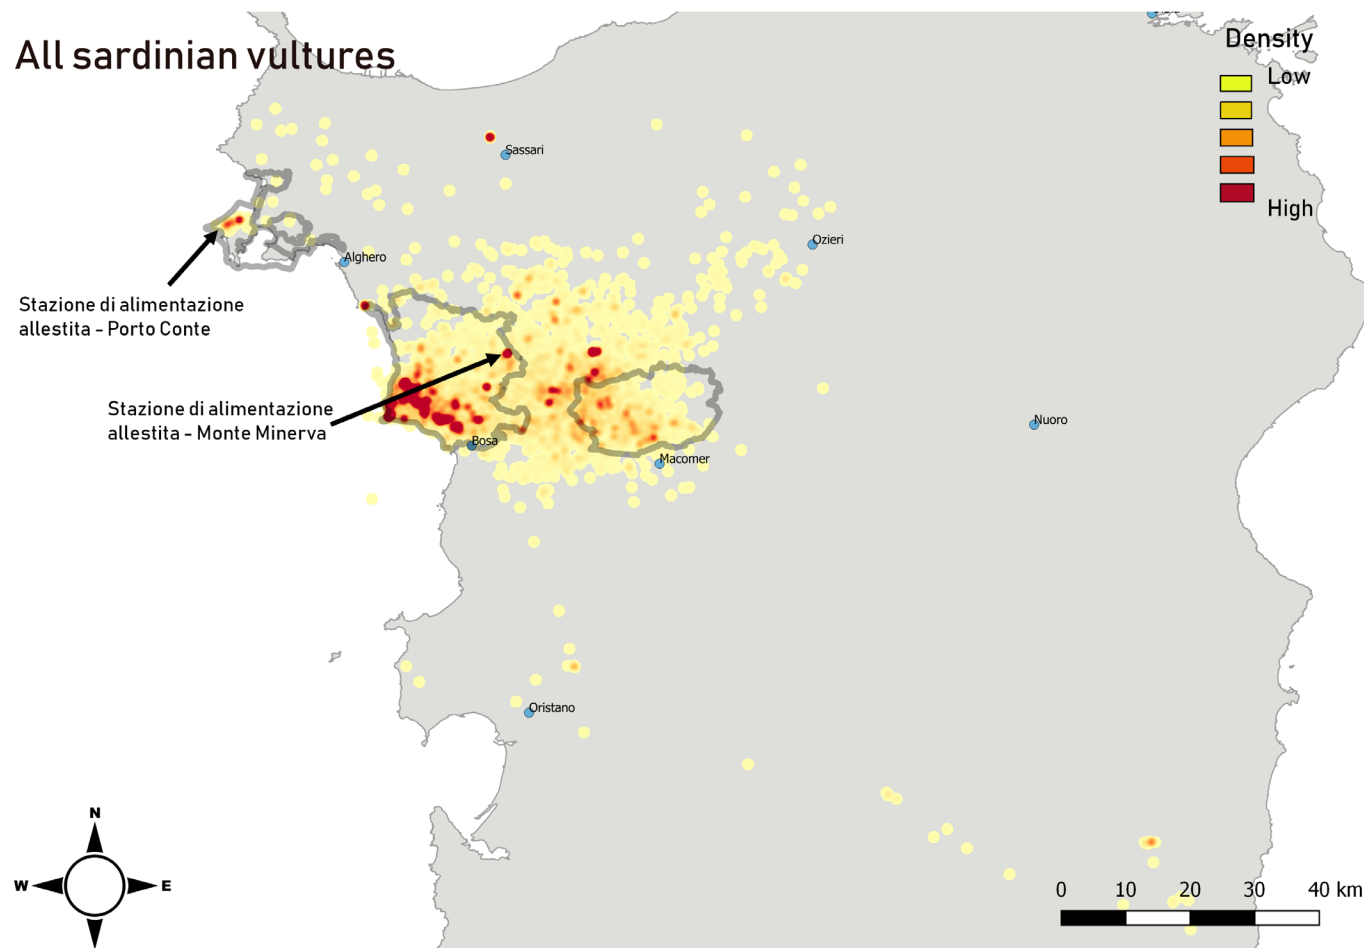 All sardinian vultures
Density
Low
High
Sassari
Ozieri
Alghero
Stazione di alimentazione
allestita - Porto Conte
Stazione di alimentazione
allestita - Monte Minerva
Bosa
Macomer
Nuoro
Oristano
N
W
E
0 10 20 40 km